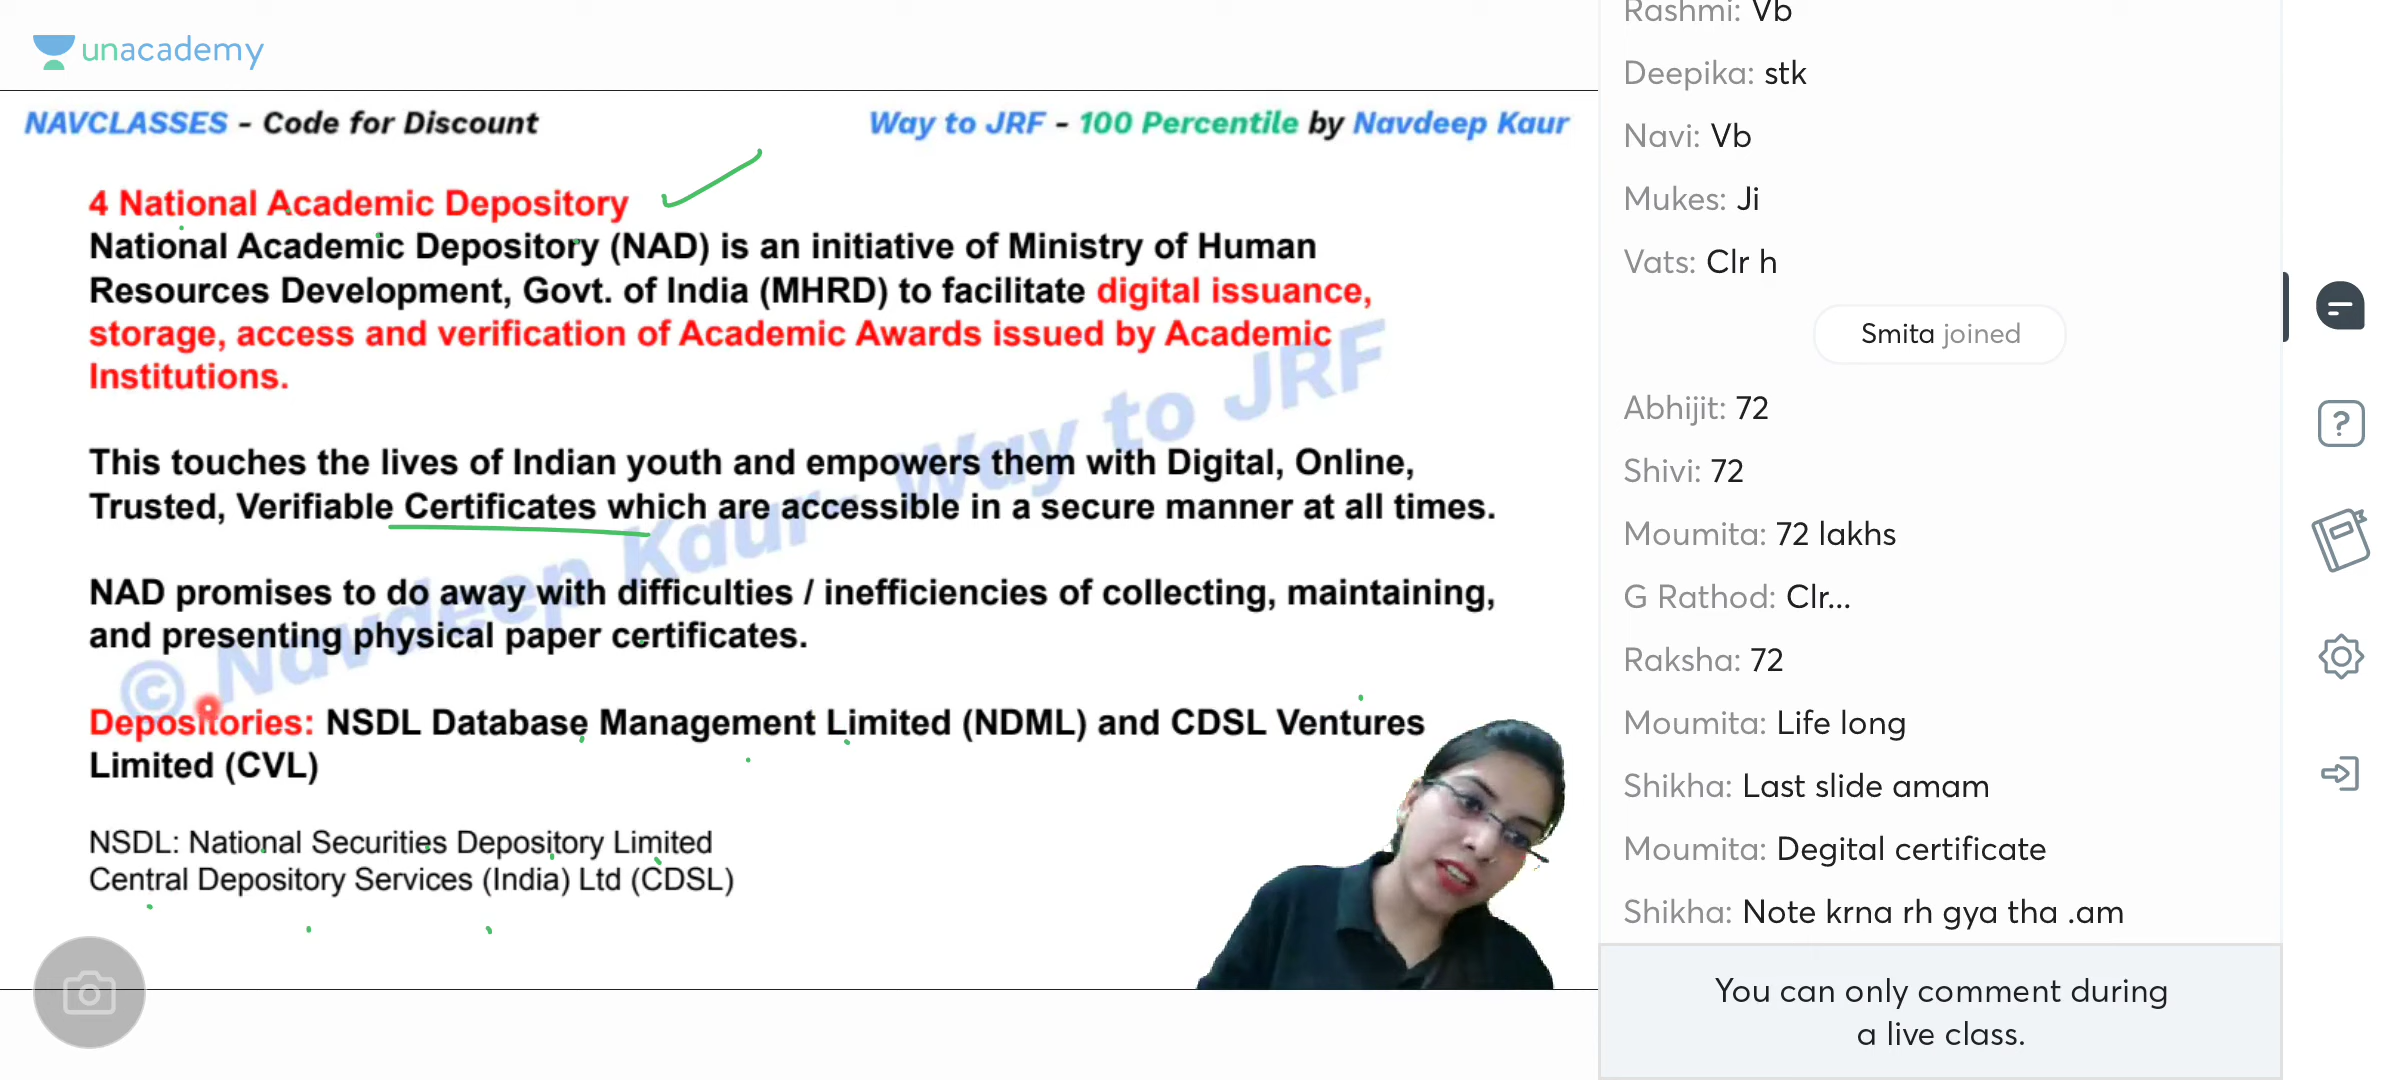 unacademy
NAVCLASSES - Code for Discount
Way to JRF - 100 Percentile by Navdeep Kaur
4 National Academic Depository
National Academic Depository (NAD) is an initiative of Ministry of Human
Resources Development, Govt. of India (MHRD) to facilitate digital issuance,
storage, access and verification of Academic Awards issued by Academic
Institutions.
This touches the lives of Indian youth and empowers them with Digital, Online,
Trusted, Verifiable Certificates which are accessible in a secure manner at all times.
NAD promises to do away with difficulties / inefficiencies of collecting, maintaining,
and presenting physical paper certificates.
Depositories: NSDL Database Management Limited (NDML) and CDSL Ventures
Limited (CVL)
NSDL: National Securities Depository Limited
Central Depository Services (India) Ltd (CDSL)
© Navdeep Kaur- Way to JRF
Rashmi: Vb
Deepika: stk
Navi: Vb
Mukes: Ji
Vats: Clr h
Smita joined
Abhijit: 72
Shivi: 72
Moumita: 72 lakhs
G Rathod: Clr...
Raksha: 72
Moumita: Life long
Shikha: Last slide amam
Moumita: Degital certificate
Shikha: Note krna rh gya tha .am
You can only comment during
a live class.
?